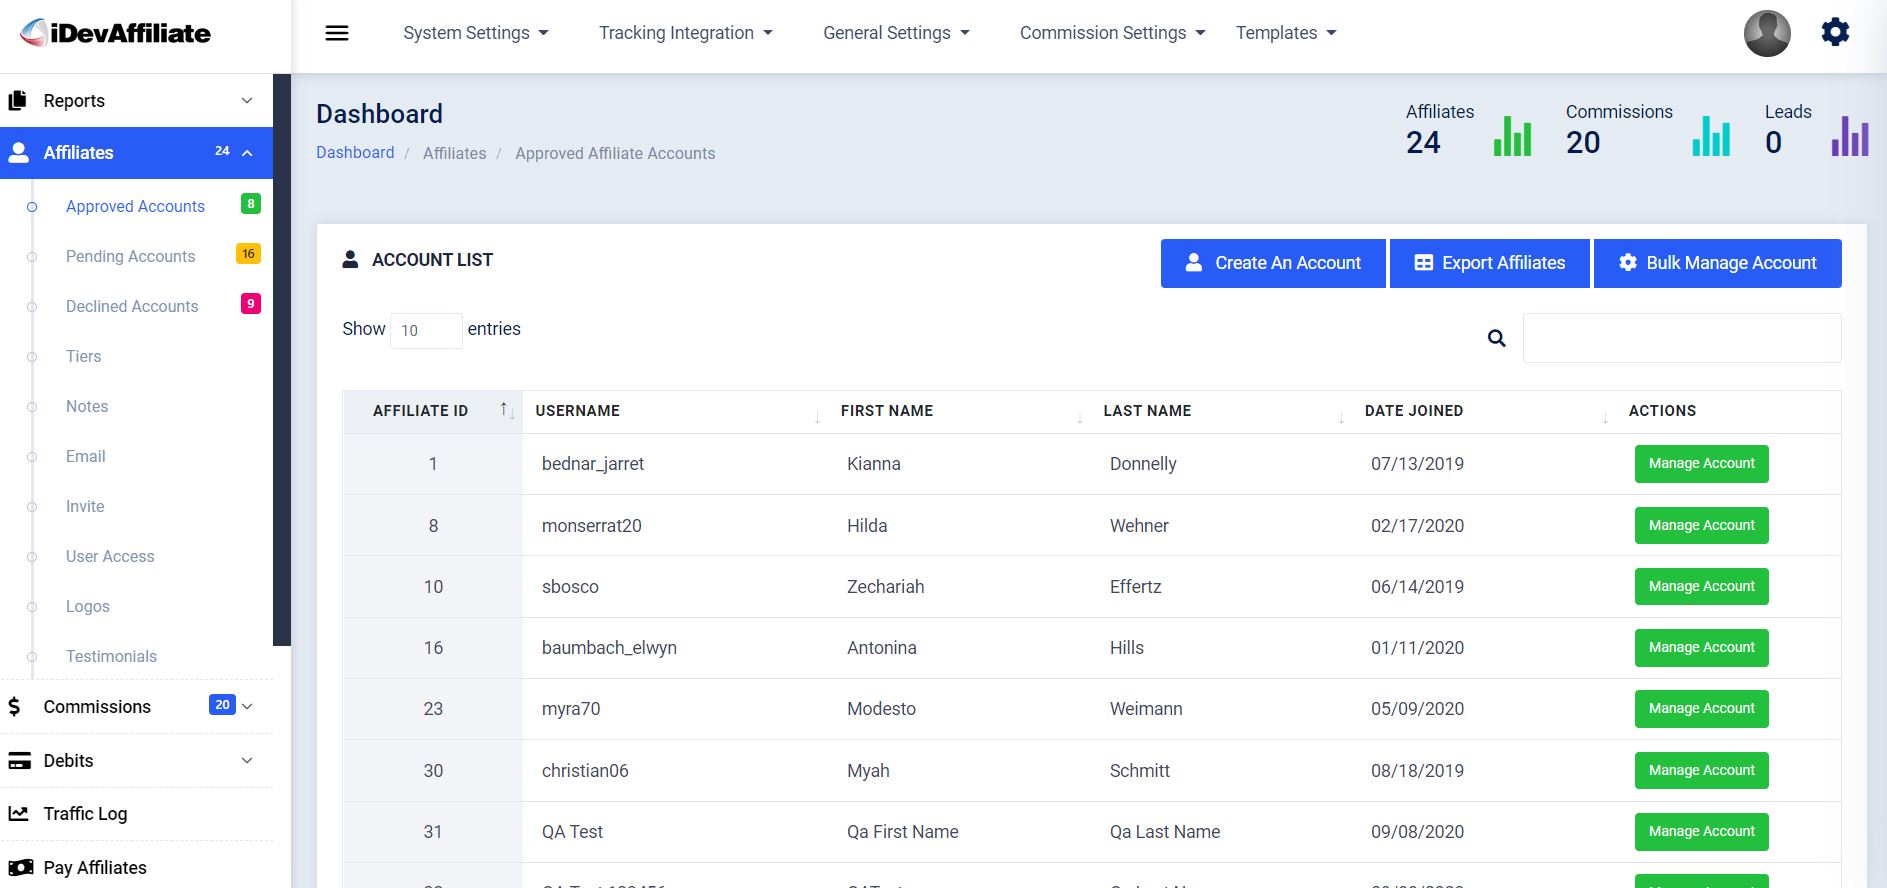 iDevAffiliate
System Settings
Tracking Integration
General Settings
Commission Settings
Templates
Reports
Affiliates 24
Approved Accounts 8
Pending Accounts 16
Declined Accounts 9
Tiers
Notes
Email
Invite
User Access
Logos
Testimonials
Commissions 20
Debits
Traffic Log
Pay Affiliates
Dashboard
Dashboard / Affiliates / Approved Affiliate Accounts
Affiliates
24
Commissions
20
Leads
0
ACCOUNT LIST
Create An Account
Export Affiliates
Bulk Manage Account
Show 10 entries
AFFILIATE ID USERNAME FIRST NAME LAST NAME DATE JOINED ACTIONS
1 bednar_jarret Kianna Donnelly 07/13/2019 Manage Account
8 monserrat20 Hilda Wehner 02/17/2020 Manage Account
10 sbosco Zechariah Effertz 06/14/2019 Manage Account
16 baumbach_elwyn Antonina Hills 01/11/2020 Manage Account
23 myra70 Modesto Weimann 05/09/2020 Manage Account
30 christian06 Myah Schmitt 08/18/2019 Manage Account
31 QA Test Qa First Name Qa Last Name 09/08/2020 Manage Account